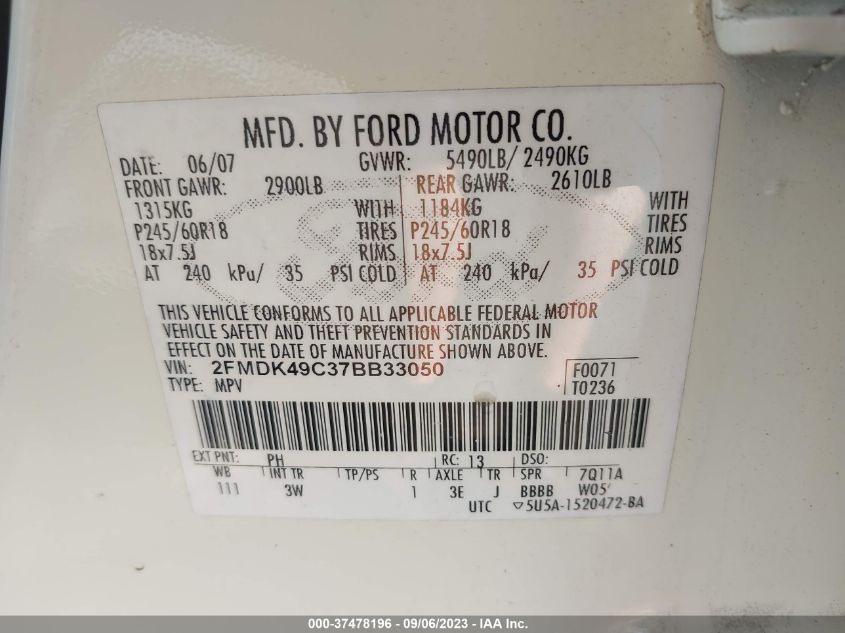 MFD. BY FORD MOTOR CO.
DATE: 06/07 GVWR: 5490LB/ 2490KG
FRONT GAWR: 2900LB REAR GAWR: 2610LB
1315KG WITH 1184KG WITH
P245/60R18 TIRES P245/60R18 TIRES
18x7.5J RIMS 18x7.5J RIMS
AT 240 kPa/ 35 PSI COLD AT 240 kPa/ 35 PSI COLD
THIS VEHICLE CONFORMS TO ALL APPLICABLE FEDERAL MOTOR
VEHICLE SAFETY AND THEFT PREVENTION STANDARDS IN
EFFECT ON THE DATE OF MANUFACTURE SHOWN ABOVE.
VIN: 2FMDK49C37BB33050 F0071
TYPE: MPV T0236
EXT PNT: PH RC: 13 DSO:
WB INT TR TP/PS R AXLE TR SPR 7Q11A
111 3W 1 3E J BBBB W05
UTC ▽5U5A-1520472-BA
000-37478196 - 09/06/2023 - IAA Inc.